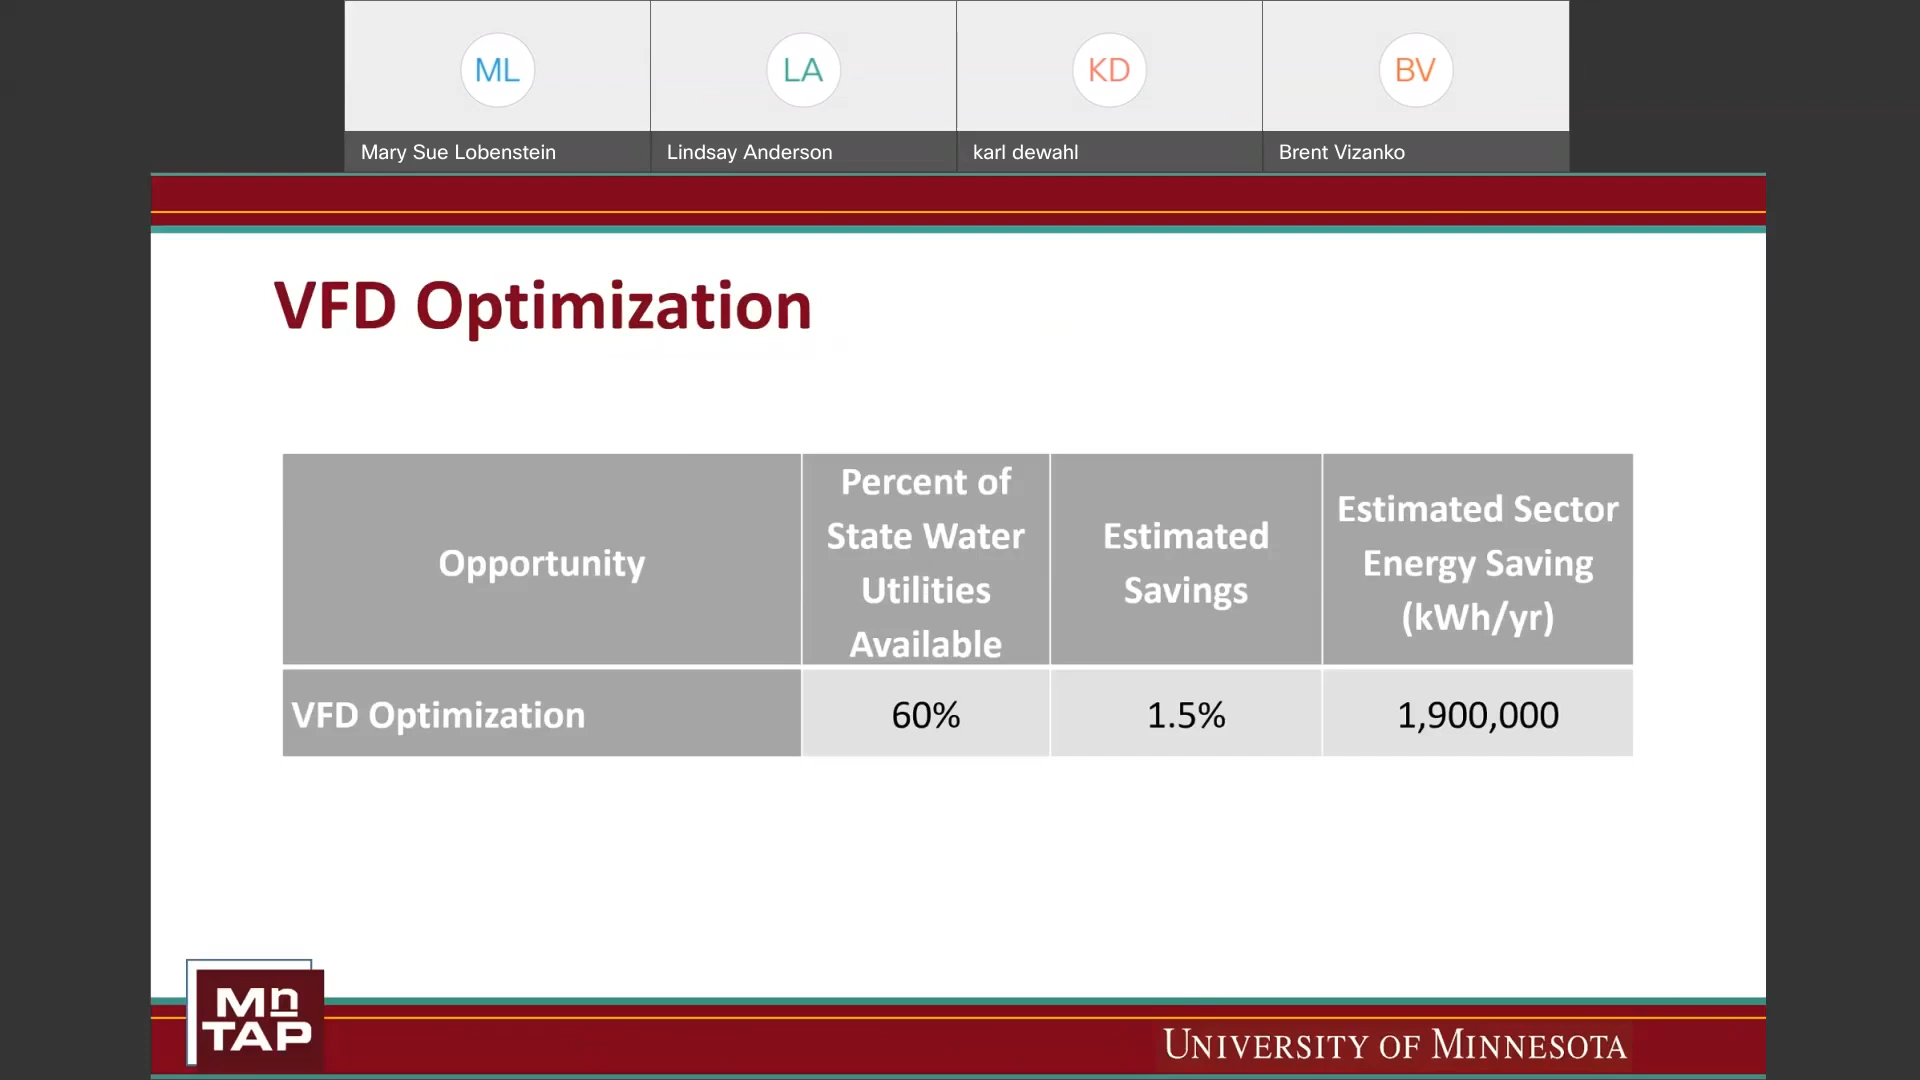 ML
LA
KD
BV
Mary Sue Lobenstein
Lindsay Anderson
karl dewahl
Brent Vizanko
VFD Optimization
Opportunity
Percent of
State Water
Utilities
Available
Estimated
Savings
Estimated Sector
Energy Saving
(kWh/yr)
VFD Optimization
60%
1.5%
1,900,000
Mn
TAP
UNIVERSITY OF MINNESOTA